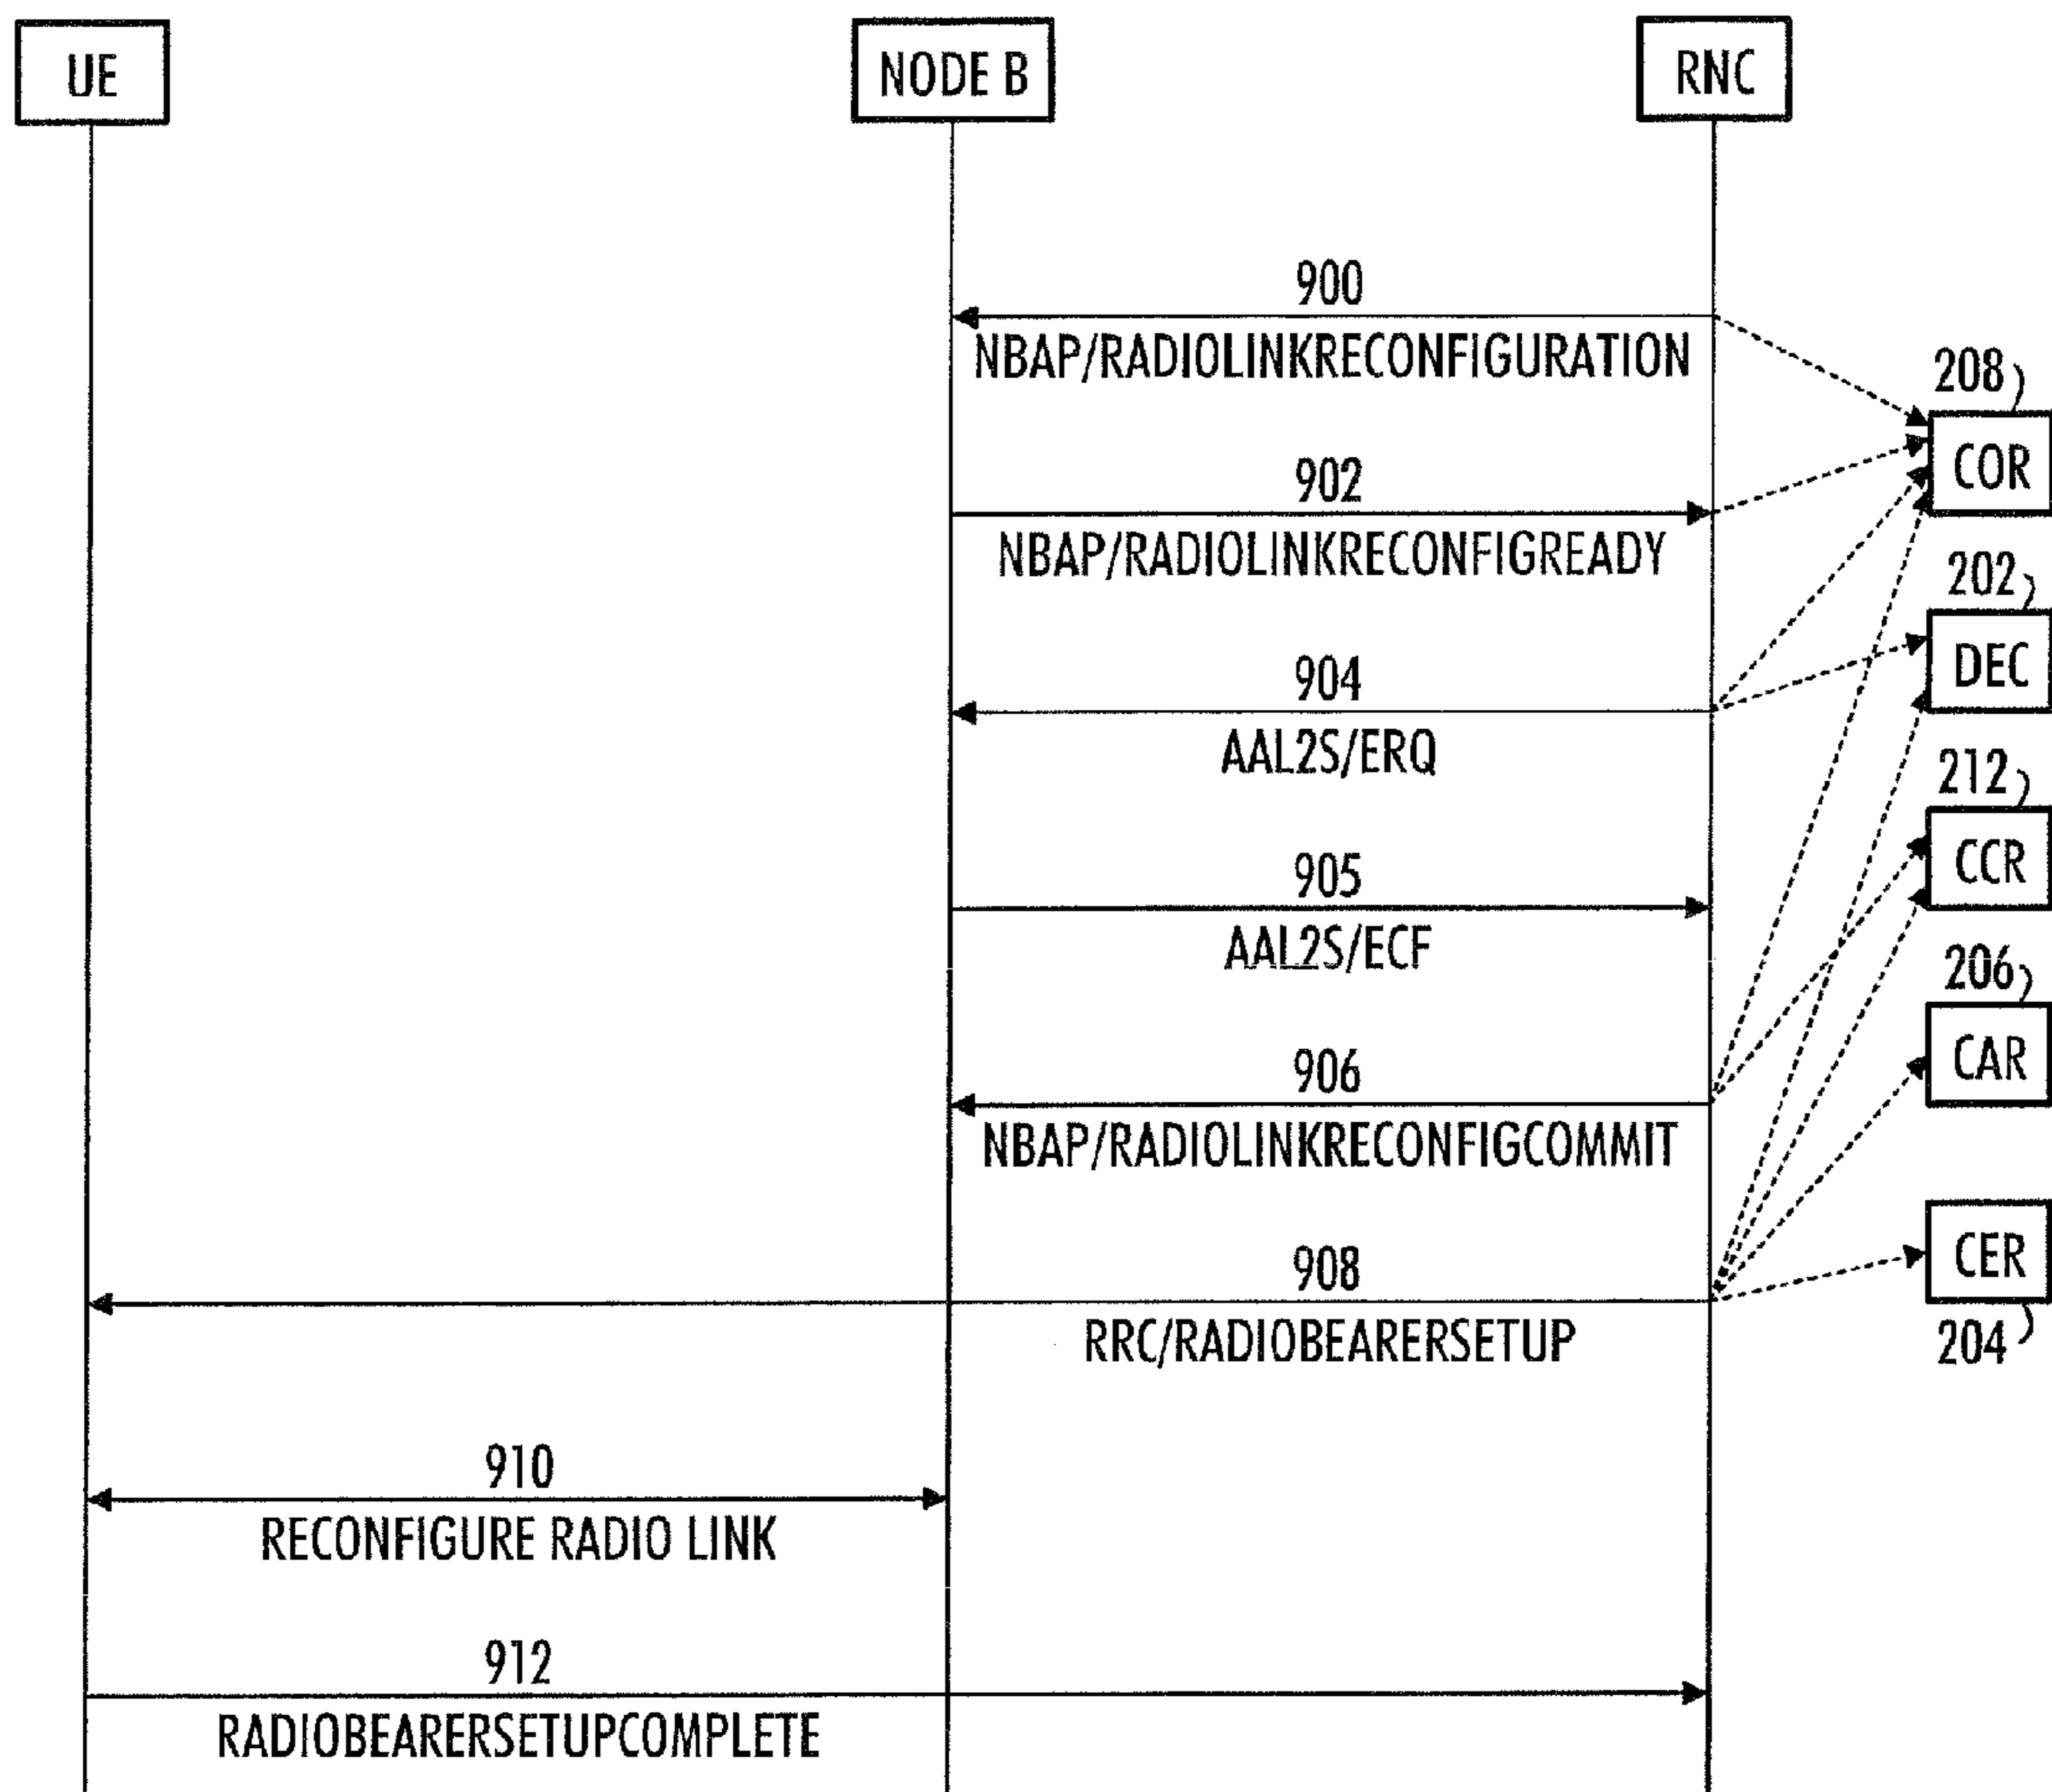 UE
NODE B
RNC
900
NBAP/RADIOLINKRECONFIGURATION
208
COR
902
NBAP/RADIOLINKRECONFIGREADY
202
DEC
904
AAL2S/ERQ
212
CCR
905
AAL2S/ECF
206
CAR
906
NBAP/RADIOLINKRECONFIGCOMMIT
CER
908
RRC/RADIOBEARERSETUP
204
910
RECONFIGURE RADIO LINK
912
RADIOBEARERSETUPCOMPLETE